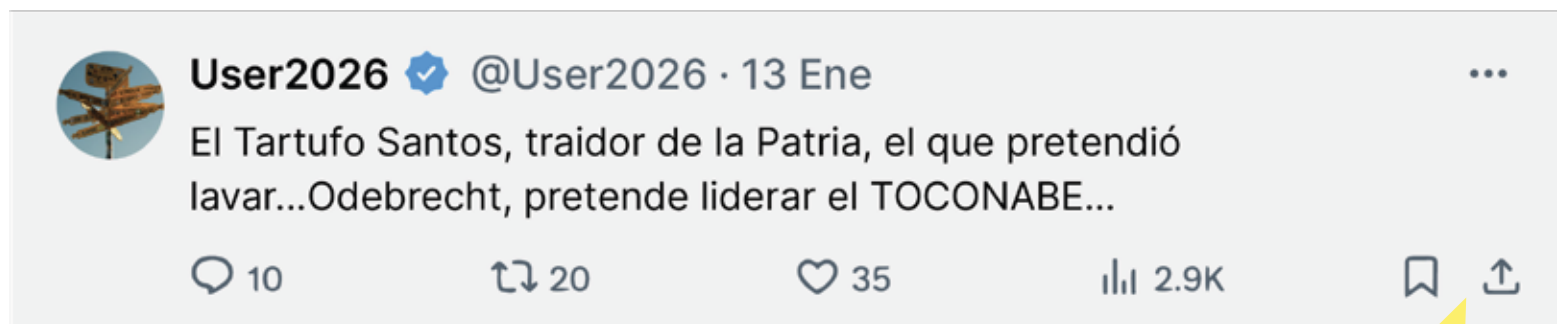 User2026 @User2026 · 13 Ene
El Tartufo Santos, traidor de la Patria, el que pretendió
lavar...Odebrecht, pretende liderar el TOCONABE...
10 20 35 2.9K